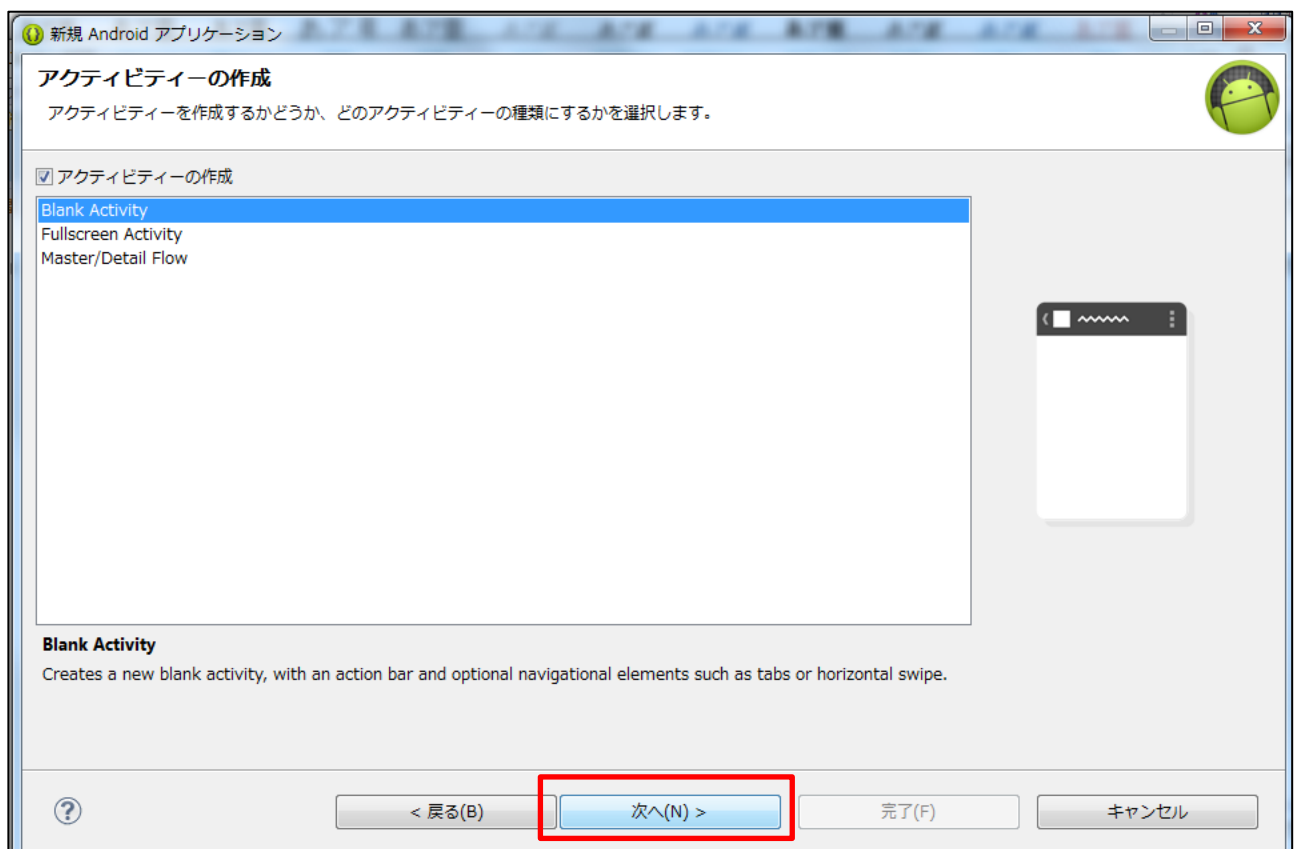 新規 Android アプリケーション
アクティビティーの作成
アクティビティーを作成するかどうか、どのアクティビティーの種類にするかを選択します。
アクティビティーの作成
Blank Activity
Fullscreen Activity
Master/Detail Flow
Blank Activity
Creates a new blank activity, with an action bar and optional navigational elements such as tabs or horizontal swipe.
< 戻る(B)
次へ(N) >
完了(F)
キャンセル